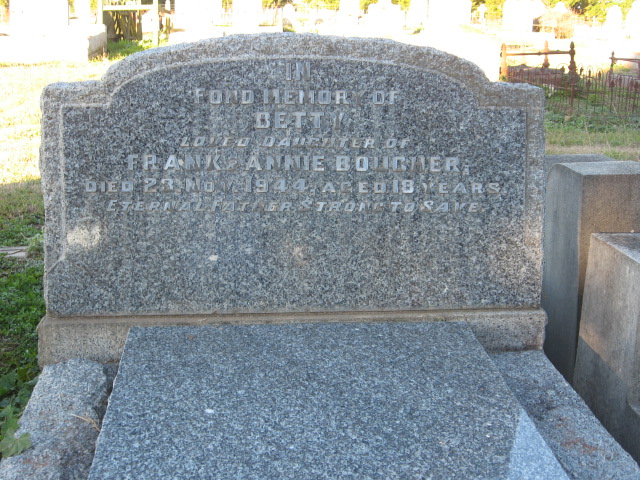 IN
FOND MEMORY OF
BETTY
LOVED DAUGHTER OF
FRANK & ANNIE BOUCHER,
DIED 23 NOV. 1944, AGED 18 YEARS.
ETERNAL FATHER STRONG TO SAVE